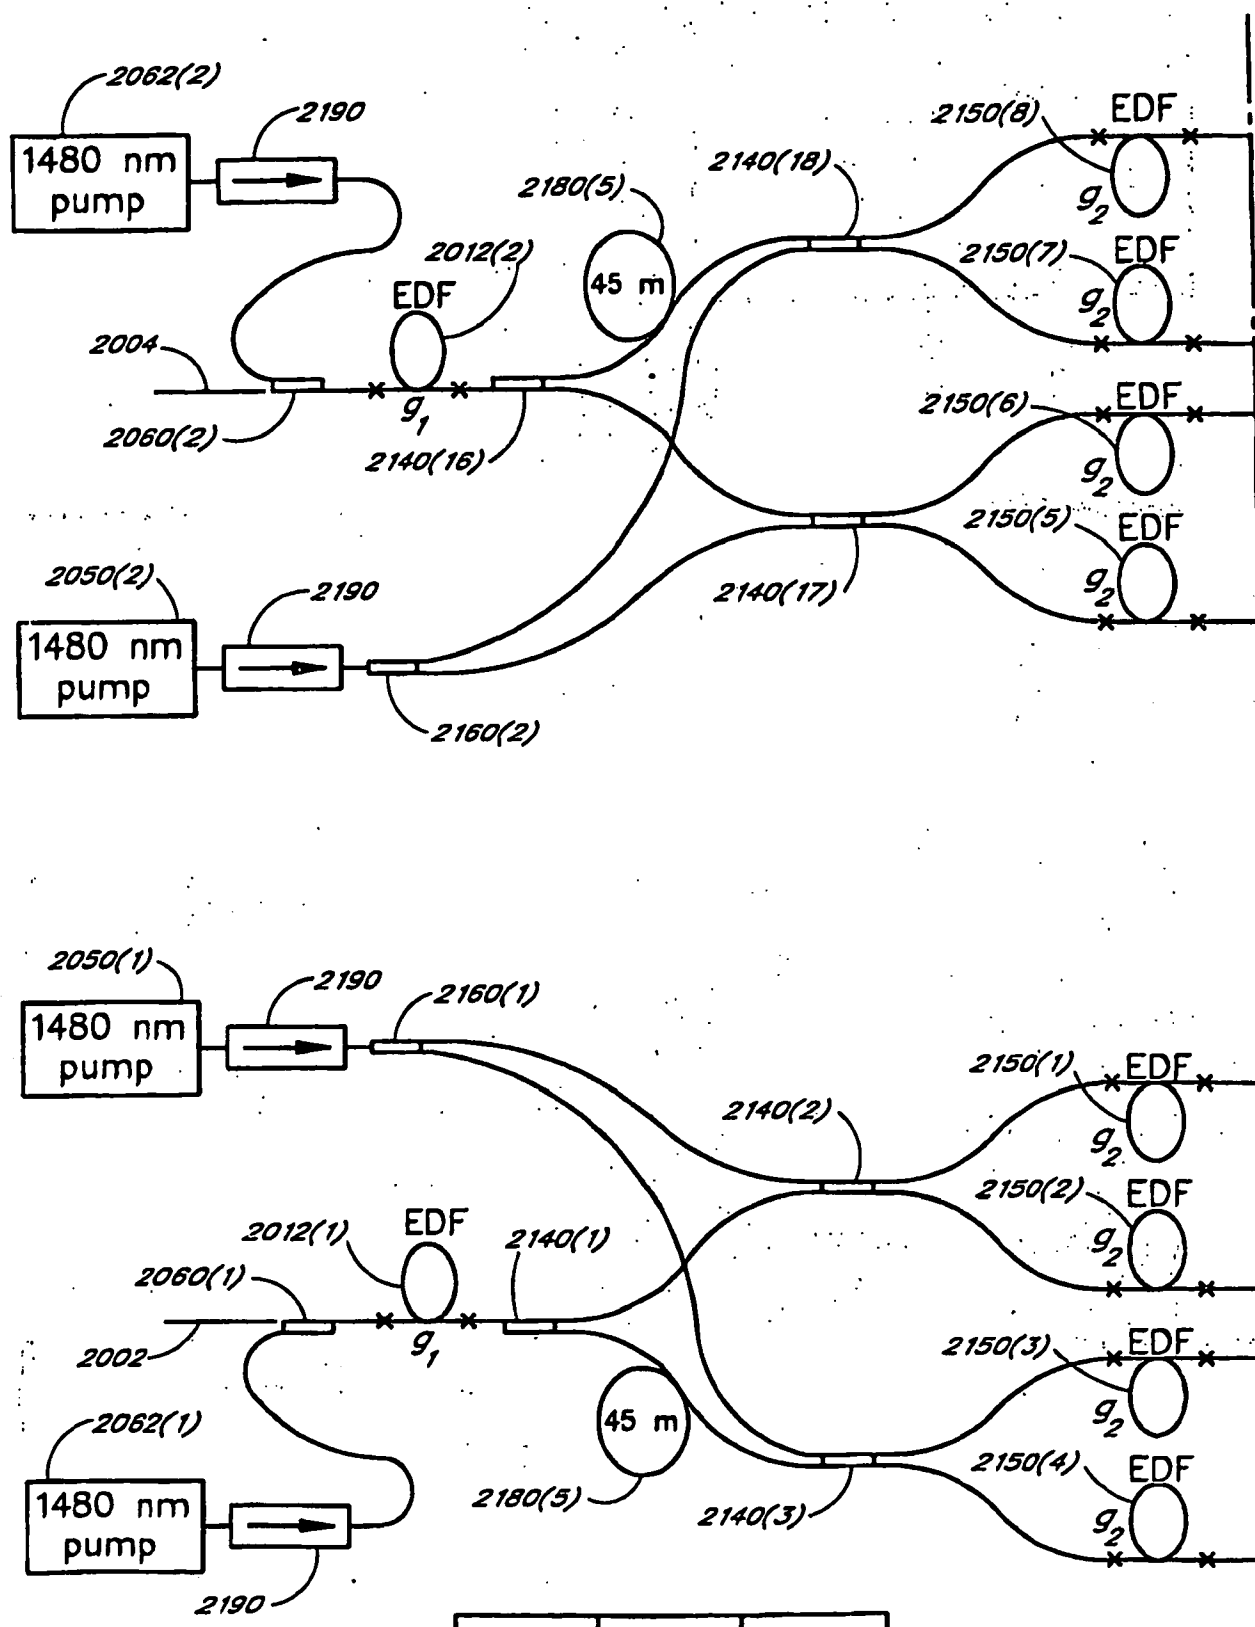 2062(2)
1480 nm
pump
2190
2180(5)
45 m
2140(18)
2150(8)
EDF
g2
2150(7)
EDF
g2
2012(2)
EDF
g1
2004
2060(2)
2140(16)
2150(6)
EDF
g2
2150(5)
EDF
g2
2140(17)
2050(2)
1480 nm
pump
2190
2160(2)
2050(1)
1480 nm
pump
2190
2160(1)
2140(2)
2150(1)
EDF
g2
2150(2)
EDF
g2
2012(1)
EDF
g1
2140(1)
2060(1)
2002
2150(3)
EDF
g2
2062(1)
1480 nm
pump
2190
45 m
2180(5)
2140(3)
2150(4)
EDF
g2